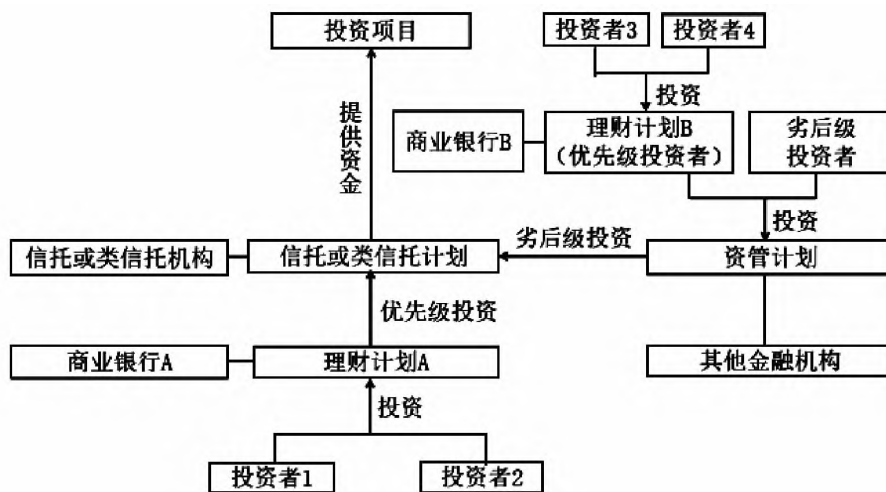 投资项目
投资者3
投资者4
投资
提供资金
商业银行B
理财计划B
（优先级投资者）
劣后级
投资者
投资
信托或类信托机构
信托或类信托计划
劣后级投资
资管计划
优先级投资
商业银行A
理财计划A
其他金融机构
投资
投资者1
投资者2